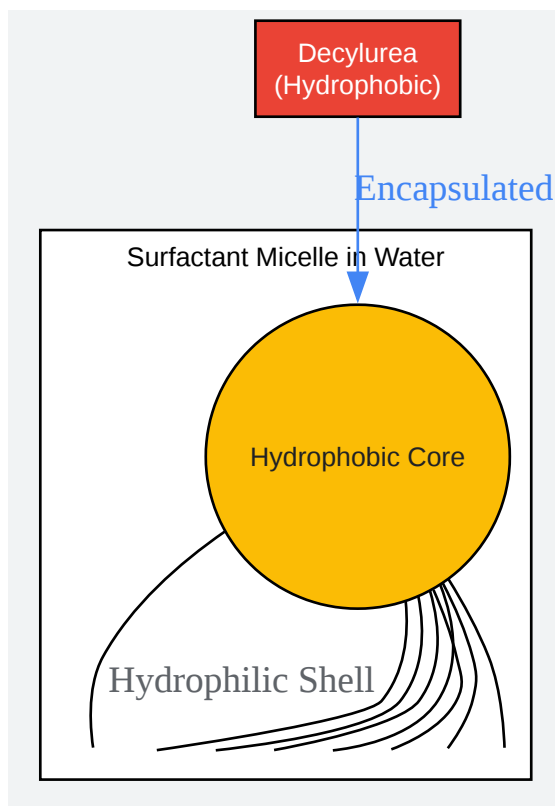 Decylurea
(Hydrophobic)
Encapsulated
Surfactant Micelle in Water
Hydrophobic Core
Hydrophilic Shell